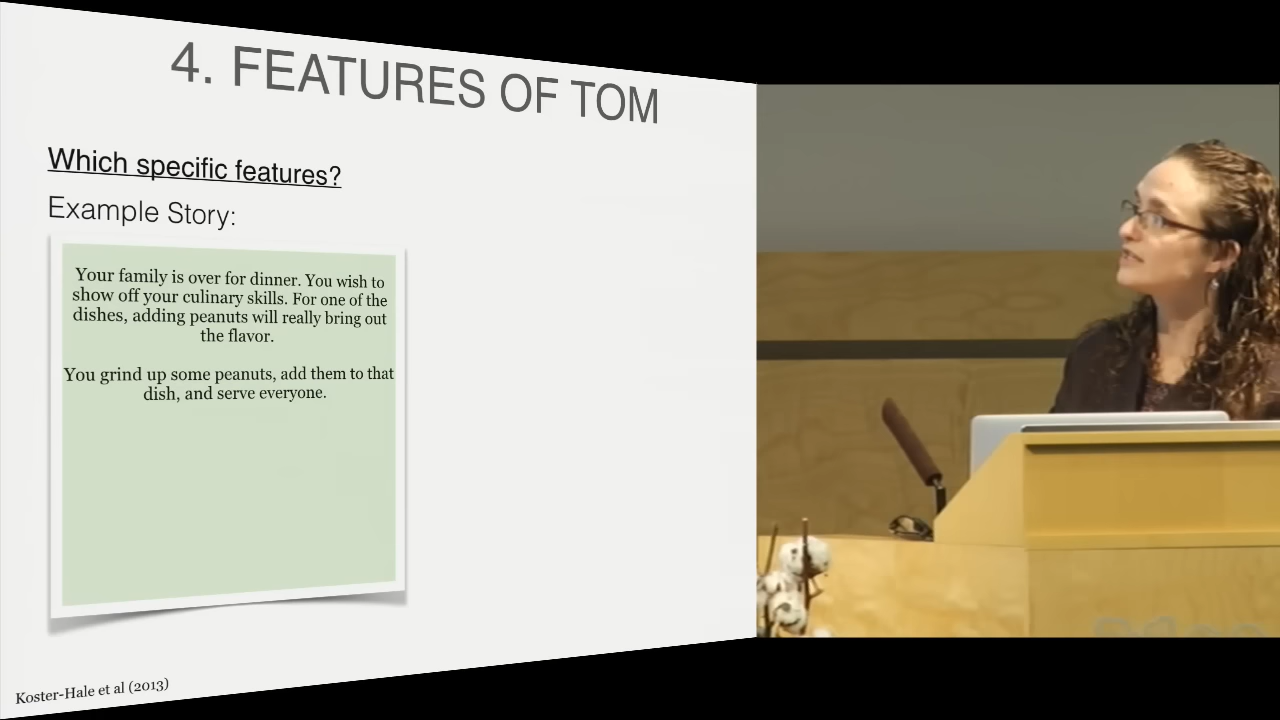 4. FEATURES OF TOM
Which specific features?
Example Story:
Your family is over for dinner. You wish to
show off your culinary skills. For one of the
dishes, adding peanuts will really bring out
the flavor.
You grind up some peanuts, add them to that
dish, and serve everyone.
Koster-Hale et al (2013)